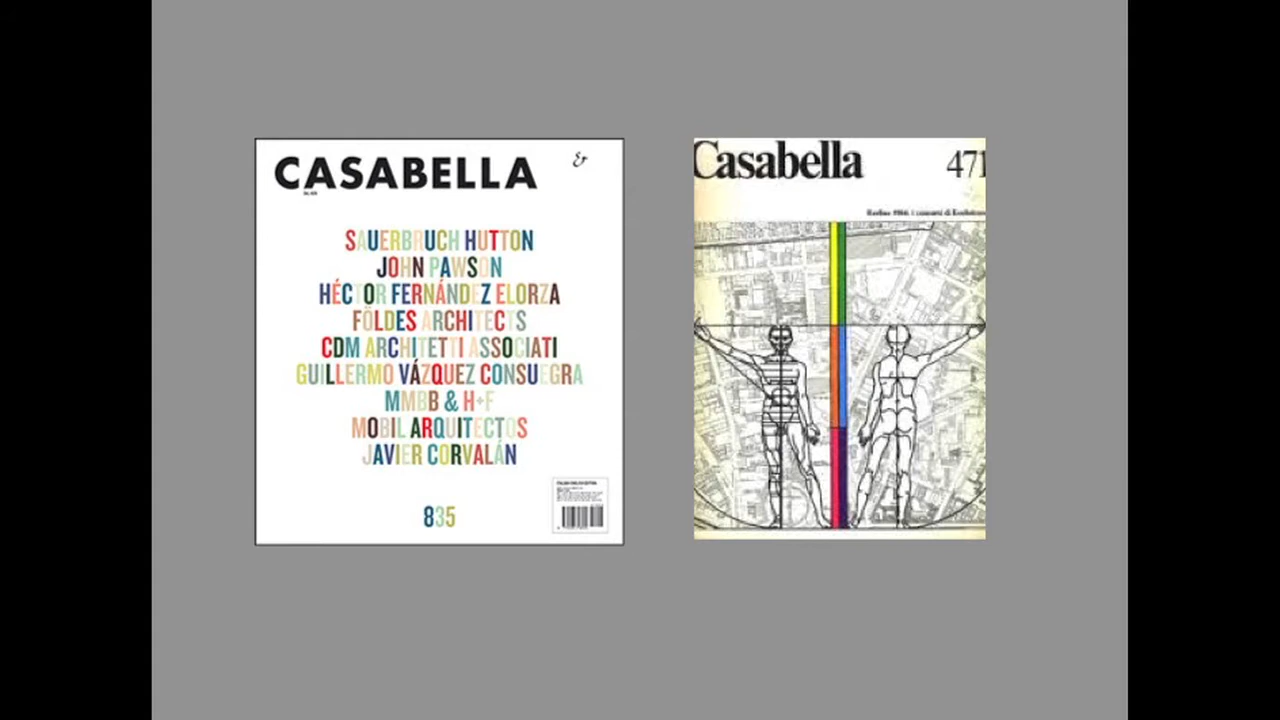 CASABELLA &
SAUERBRUCH HUTTON
JOHN PAWSON
HÉCTOR FERNÁNDEZ ELORZA
FÖLDES ARCHITECTS
CDM ARCHITETTI ASSOCIATI
GUILLERMO VÁZQUEZ CONSUEGRA
MMBB & H+F
MOBIL ARQUITECTOS
JAVIER CORVALÁN
835
Casabella 471